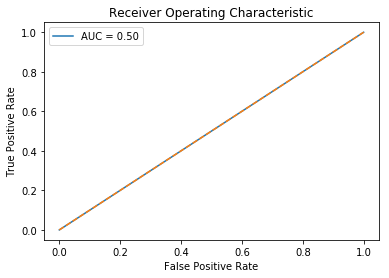 Receiver Operating Characteristic
AUC = 0.50
True Positive Rate
1.0
0.8
0.6
0.4
0.2
0.0
0.0 0.2 0.4 0.6 0.8 1.0
False Positive Rate